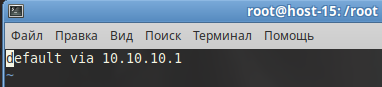 root@host-15: /root
Файл Правка Вид Поиск Терминал Помощь
default via 10.10.10.1
~